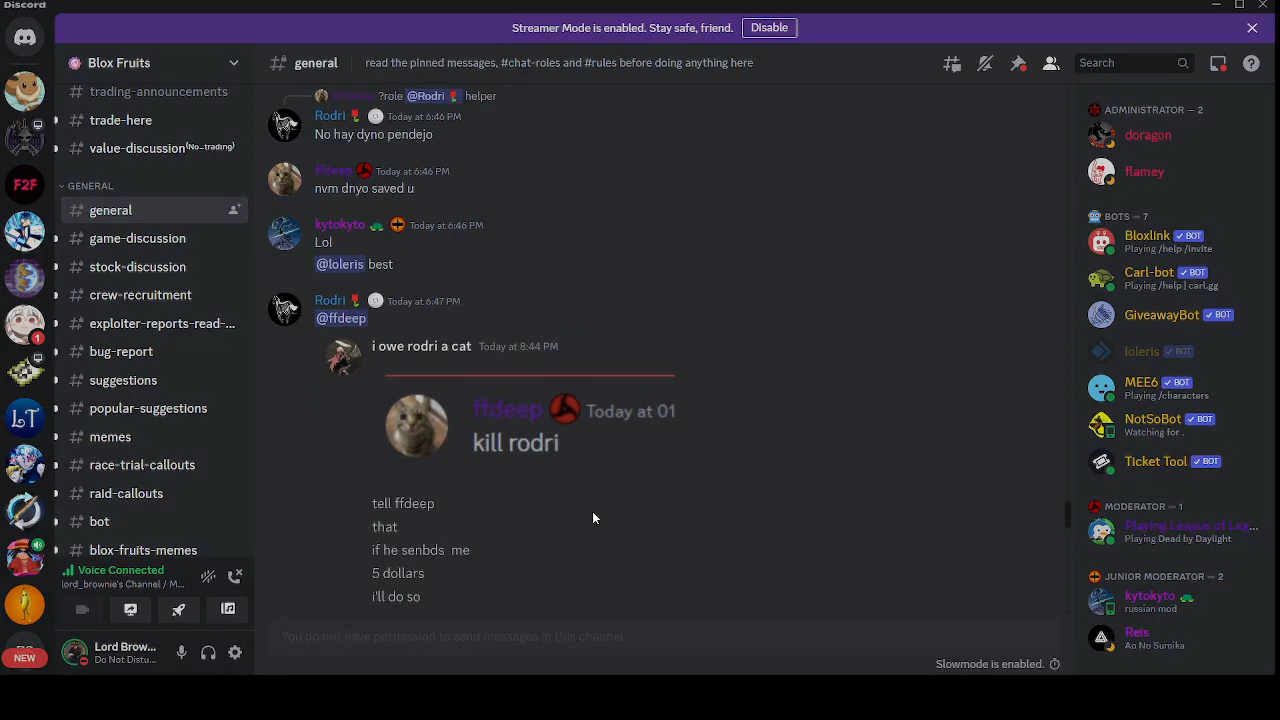 Discord
Streamer Mode is enabled. Stay safe, friend.
Disable
Blox Fruits
general
read the pinned messages, #chat-roles and #rules before doing anything here
Search
trading-announcements
trade-here
value-discussion(No_trading)
GENERAL
general
game-discussion
stock-discussion
crew-recruitment
exploiter-reports-read-...
bug-report
suggestions
popular-suggestions
memes
race-trial-callouts
raid-callouts
bot
blox-fruits-memes
F2F
1
LT
NEW
Voice Connected
lord_brownie's Channel / M...
Lord Brow...
Do Not Distu...
ffdeep ?role @Rodri helper
Rodri Today at 6:46 PM
No hay dyno pendejo
ffdeep Today at 6:46 PM
nvm dnyo saved u
kytokyto Today at 6:46 PM
Lol
@loleris best
Rodri Today at 6:47 PM
@ffdeep
i owe rodri a cat Today at 8:44 PM
ffdeep Today at 01
kill rodri
tell ffdeep
that
if he senbds me
5 dollars
i'll do so
You do not have permission to send messages in this channel.
Slowmode is enabled.
ADMINISTRATOR — 2
doragon
flamey
BOTS — 7
Bloxlink ✓ BOT
Playing /help /invite
Carl-bot ✓ BOT
Playing /help | carl.gg
GiveawayBot ✓ BOT
loleris ✓ BOT
MEE6 ✓ BOT
Playing /characters
NotSoBot ✓ BOT
Watching for .
Ticket Tool ✓ BOT
MODERATOR — 1
Playing League of Leg...
Playing Dead by Daylight
JUNIOR MODERATOR — 2
kytokyto
russian mod
Reis
Ao No Sumika